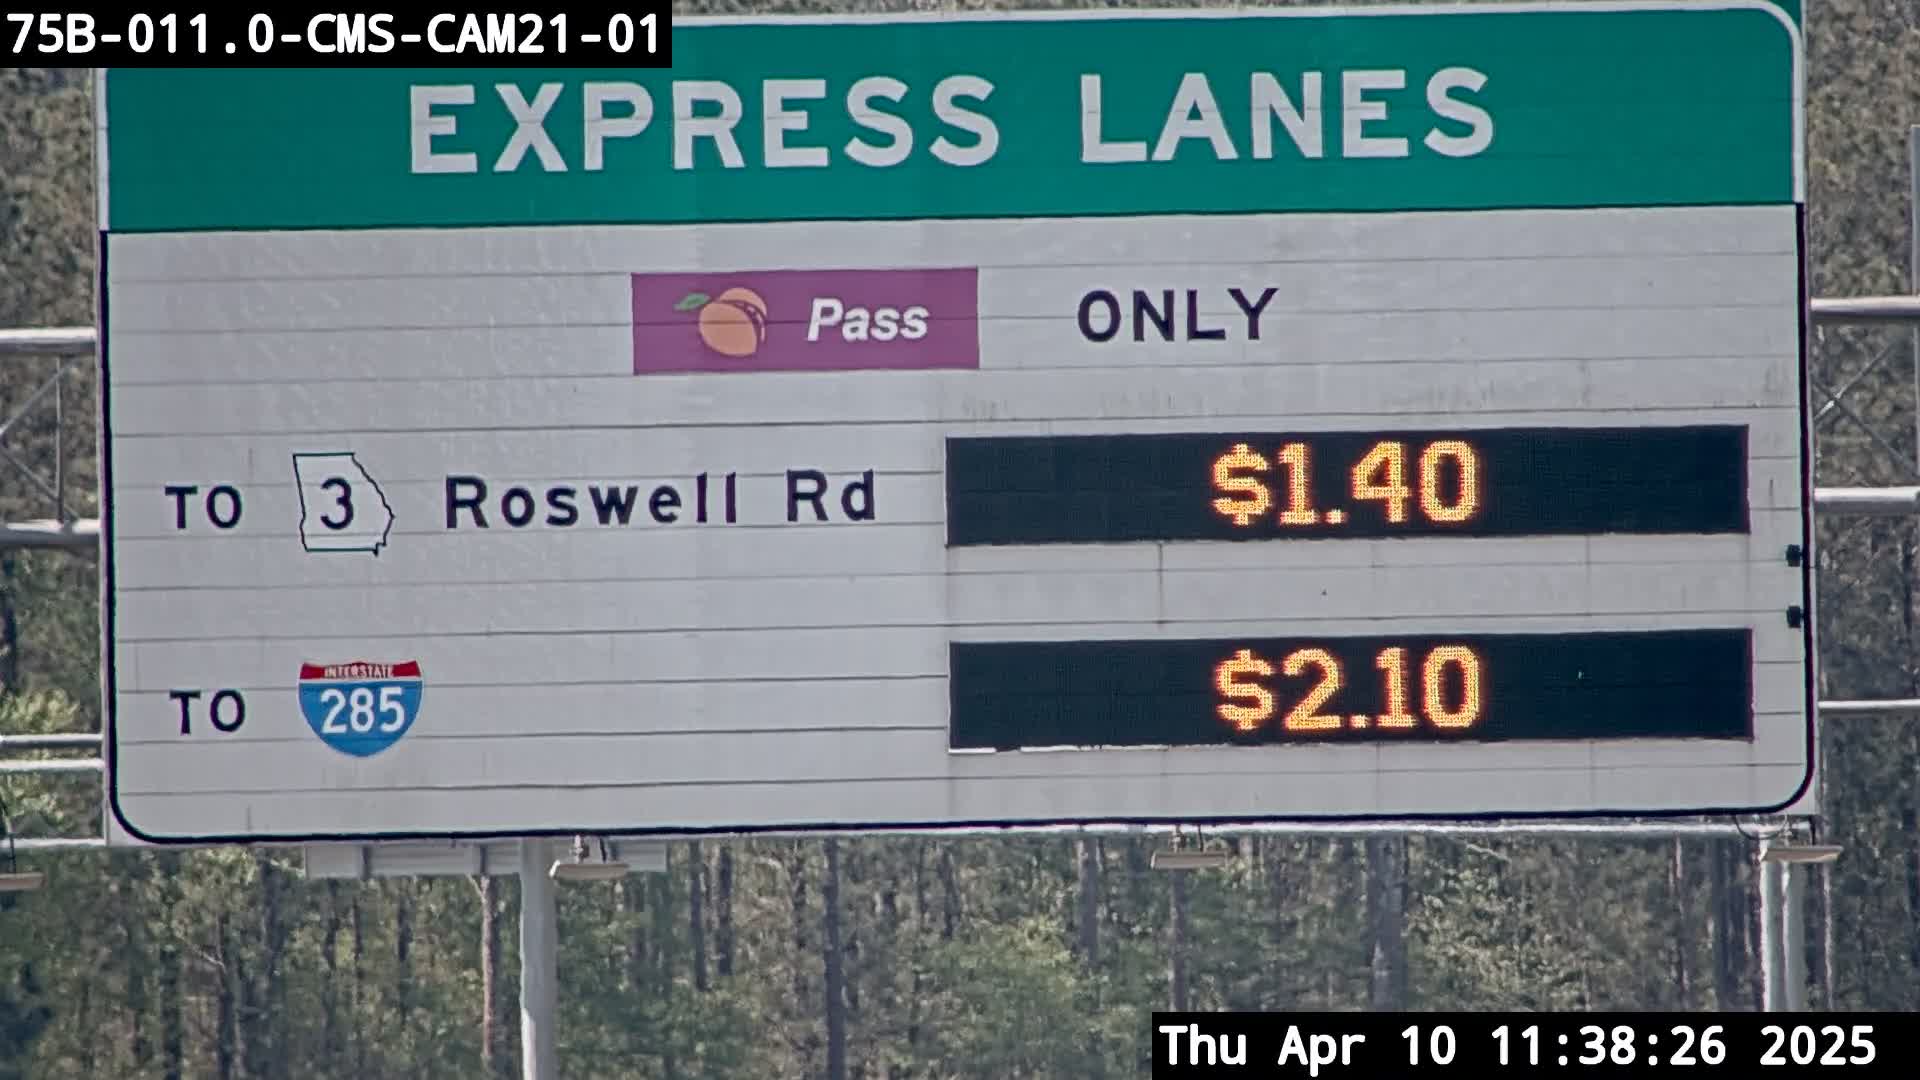 75B-011.0-CMS-CAM21-01
EXPRESS LANES
Pass ONLY
TO 3 Roswell Rd $1.40
TO INTERSTATE 285 $2.10
Thu Apr 10 11:38:26 2025